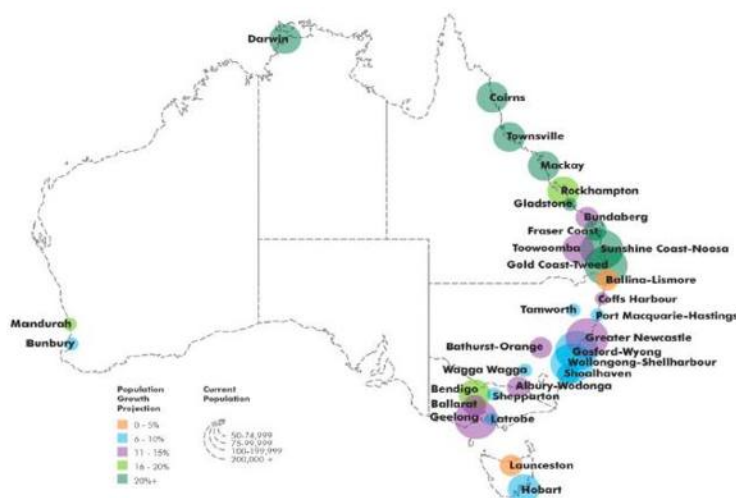 Darwin
Cairns
Townsville
Mackay
Rockhampton
Gladstone
Bundaberg
Fraser Coast
Toowoomba
Sunshine Coast-Noosa
Gold Coast-Tweed
Ballina-Lismore
Coffs Harbour
Tamworth
Port Macquarie-Hastings
Mandurah
Bunbury
Greater Newcastle
Bathurst-Orange
Gosford-Wyong
Wollongong-Shellharbour
Wagga Wagga
Shoalhaven
Albury-Wodonga
Bendigo
Shepparton
Ballarat
Geelong
Latrobe
Launceston
Hobart
Population
Growth
Projection
0 - 5%
6 - 10%
11 - 15%
16 - 20%
20%+
Current
Population
50-74,999
75-99,999
100-199,999
200,000 +